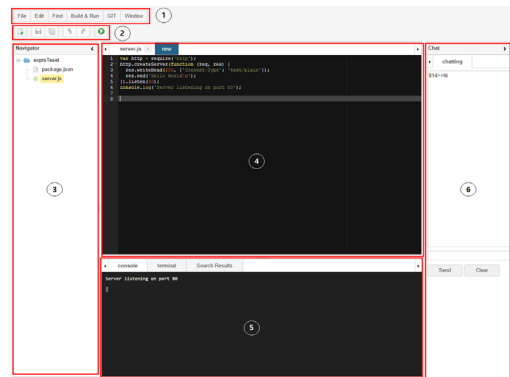 File Edit Find Build & Run GIT Window
1
2
Navigator
exprsTeset
package.json
server.js
3
server.js new
1 var http = require('http');
2 http.createServer(function (req, res) {
3 res.writeHead(200, {'Content-Type': 'text/plain'});
4 res.end('Hello World\n');
5 }).listen(80);
6 console.log('Server listening on port 80');
7
8
4
console terminal Search Results
Server listening on port 80
5
Chat
chatting
6
Send Clear